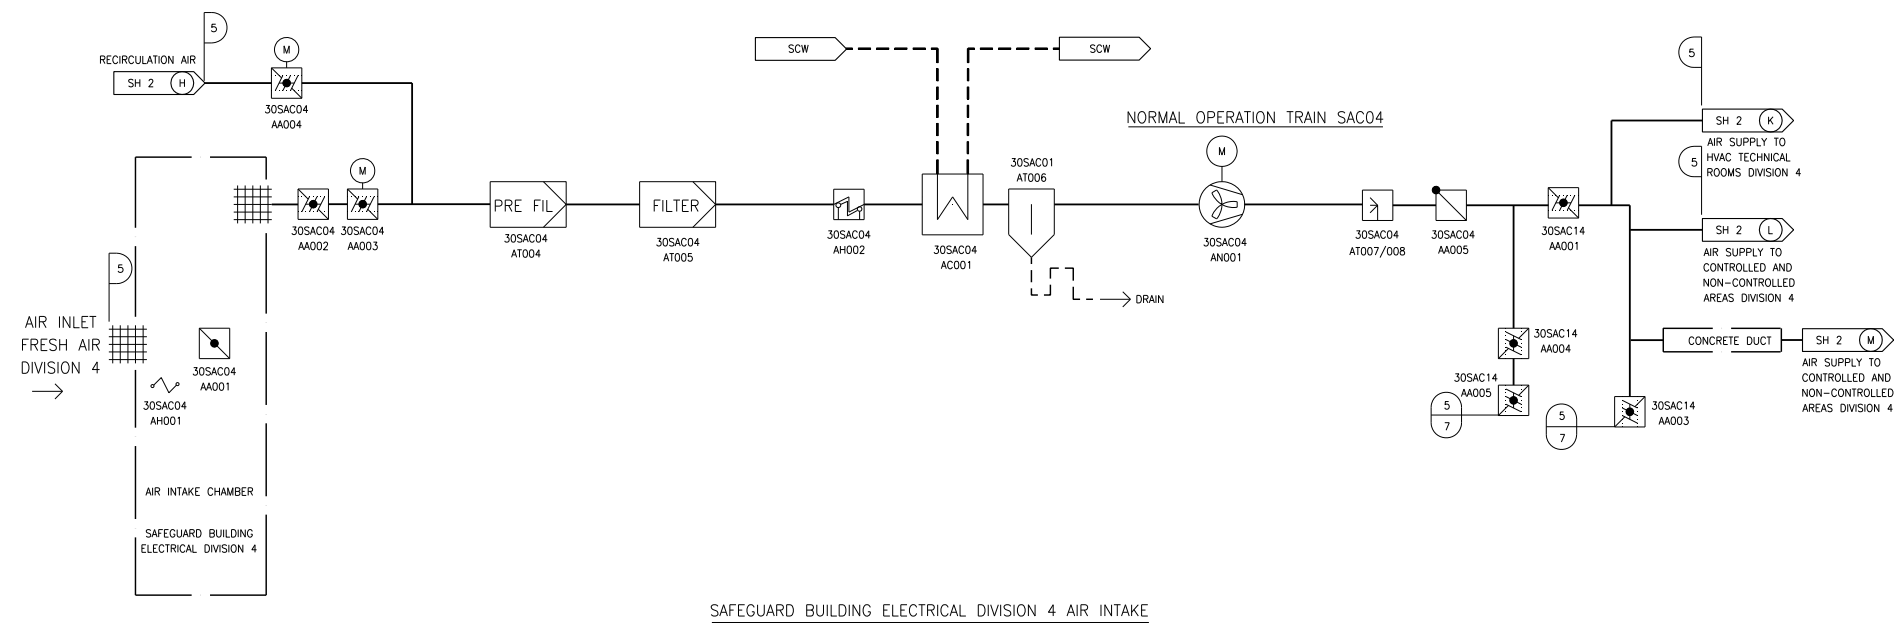 5
RECIRCULATION AIR
SH 2 H
M
30SAC04
AA004
SCW
SCW
NORMAL OPERATION TRAIN SAC04
5
SH 2 K
AIR SUPPLY TO
HVAC TECHNICAL
ROOMS DIVISION 4
M
30SAC04
AA002
30SAC04
AA003
PRE FIL
30SAC04
AT004
FILTER
30SAC04
AT005
30SAC04
AH002
30SAC04
AC001
30SAC01
AT006
DRAIN
M
30SAC04
AN001
30SAC04
AT007/008
30SAC04
AA005
30SAC14
AA001
5
SH 2 L
AIR SUPPLY TO
CONTROLLED AND
NON-CONTROLLED
AREAS DIVISION 4
5
AIR INLET
FRESH AIR
DIVISION 4
30SAC04
AA001
30SAC04
AH001
30SAC14
AA004
30SAC14
AA005
5
7
5
7
30SAC14
AA003
CONCRETE DUCT
SH 2 M
AIR SUPPLY TO
CONTROLLED AND
NON-CONTROLLED
AREAS DIVISION 4
AIR INTAKE CHAMBER
SAFEGUARD BUILDING
ELECTRICAL DIVISION 4
SAFEGUARD BUILDING ELECTRICAL DIVISION 4 AIR INTAKE